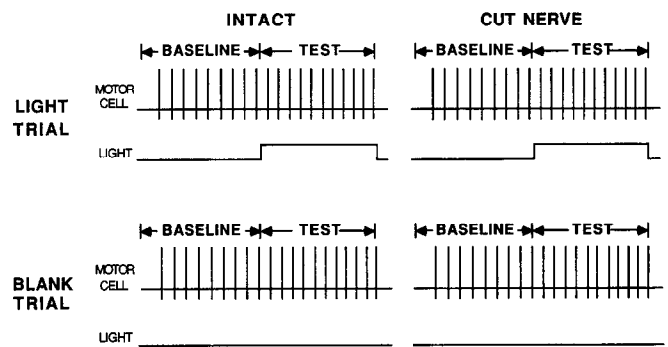 INTACT CUT NERVE
BASELINE TEST BASELINE TEST
MOTOR
CELL
LIGHT
TRIAL
LIGHT
BASELINE TEST BASELINE TEST
MOTOR
CELL
BLANK
TRIAL
LIGHT